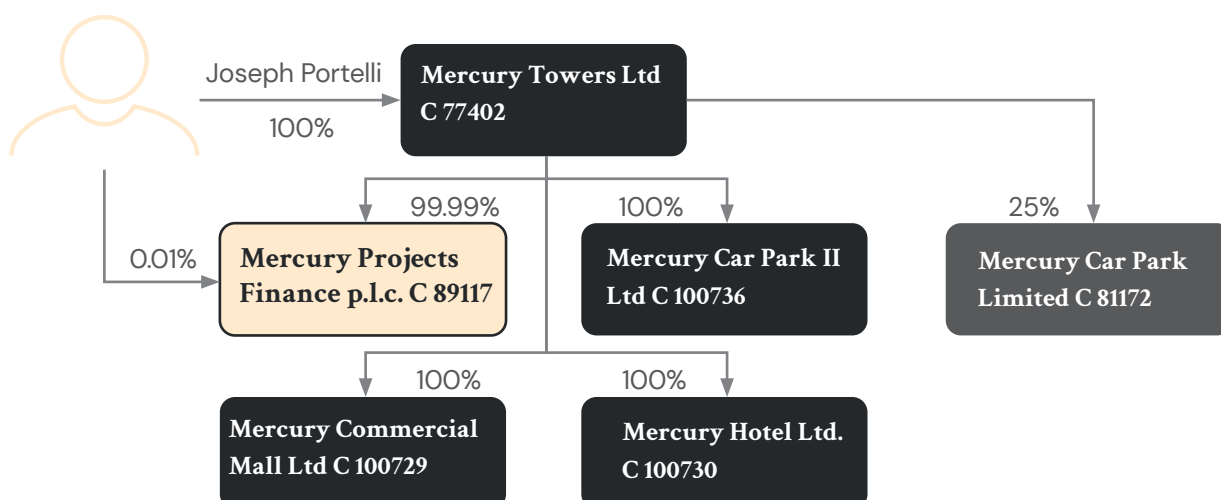 Joseph Portelli
100%
Mercury Towers Ltd
C 77402
99.99%
100%
25%
0.01%
Mercury Projects
Finance p.l.c. C 89117
Mercury Car Park II
Ltd C 100736
Mercury Car Park
Limited C 81172
100%
100%
Mercury Commercial
Mall Ltd C 100729
Mercury Hotel Ltd.
C 100730